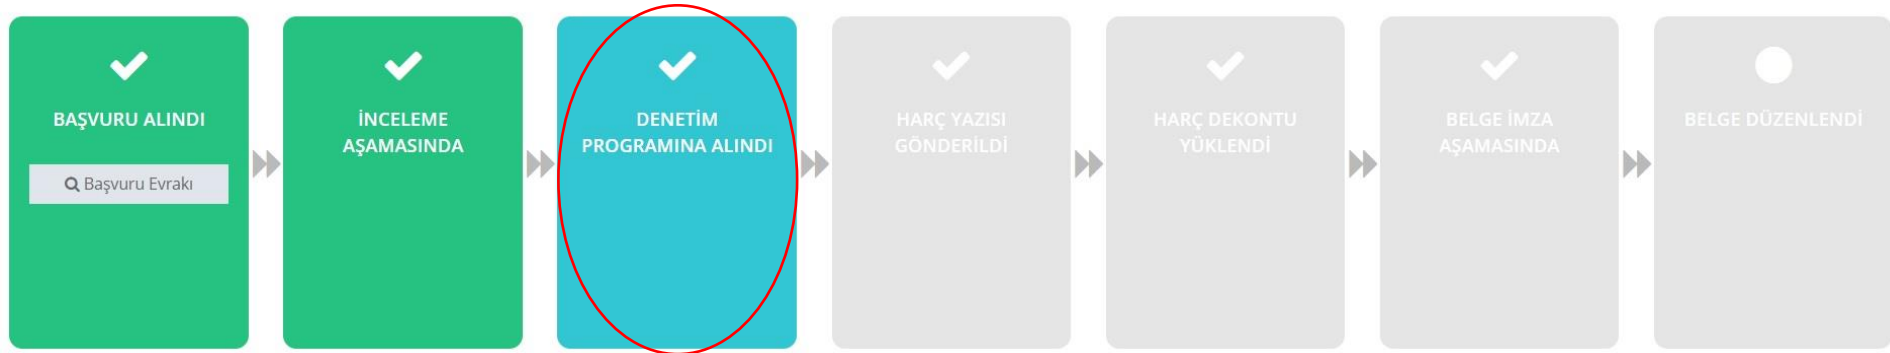 BAŞVURU ALINDI
Başvuru Evrakı
İNCELEME
AŞAMASINDA
DENETİM
PROGRAMINA ALINDI
HARÇ YAZISI
GÖNDERİLDİ
HARÇ DEKONTU
YÜKLENDİ
BELGE İMZA
AŞAMASINDA
BELGE DÜZENLENDİ